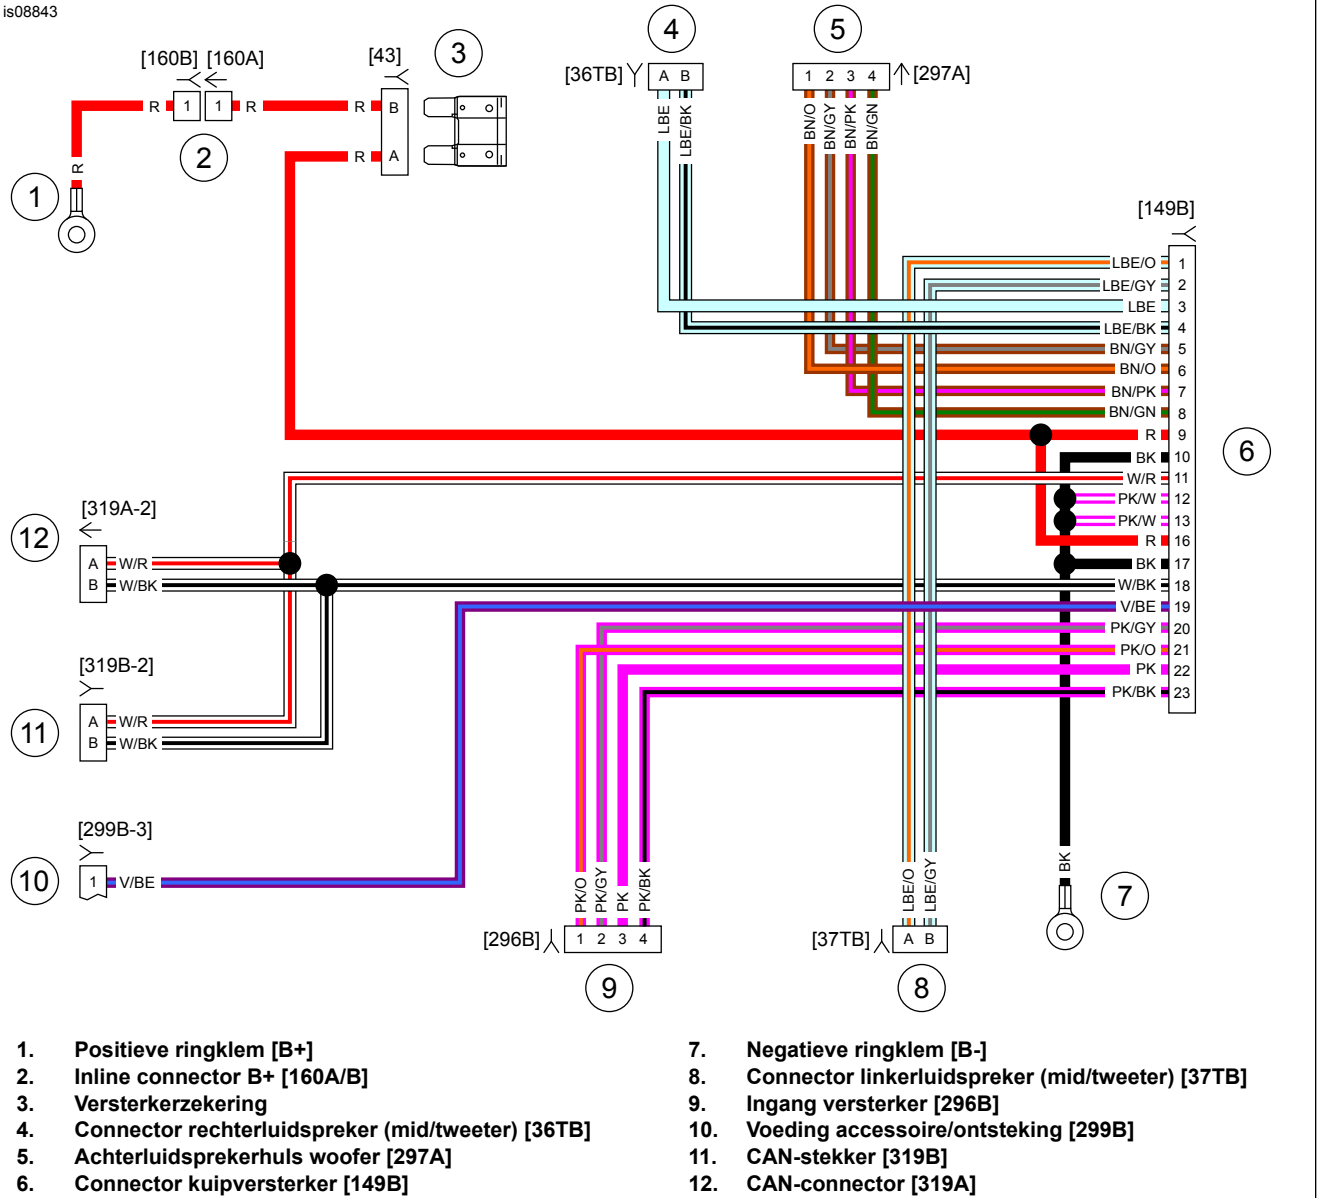 is08843
4
5
3
[160B] [160A]
[43]
[36TB]
A B
1 2 3 4
[297A]
R
1
1
R
R
B
R
A
R
2
1
LBE
LBE/BK
BN/O
BN/GY
BN/PK
BN/GN
[149B]
LBE/O 1
LBE/GY 2
LBE 3
LBE/BK 4
BN/GY 5
BN/O 6
BN/PK 7
BN/GN 8
R 9
BK 10
W/R 11
PK/W 12
PK/W 13
R 16
BK 17
W/BK 18
V/BE 19
PK/GY 20
PK/O 21
PK 22
PK/BK 23
6
[319A-2]
12
A W/R
B W/BK
[319B-2]
11
A W/R
B W/BK
[299B-3]
10
1 V/BE
PK/O
PK/GY
PK
PK/BK
LBE/O
LBE/GY
BK
7
[296B]
1 2 3 4
[37TB]
A B
9
8
1. Positieve ringklem [B+]
2. Inline connector B+ [160A/B]
3. Versterkerzekering
4. Connector rechterluidspreker (mid/tweeter) [36TB]
5. Achterluidsprekerhuls woofer [297A]
6. Connector kuipversterker [149B]
7. Negatieve ringklem [B-]
8. Connector linkerluidspreker (mid/tweeter) [37TB]
9. Ingang versterker [296B]
10. Voeding accessoire/ontsteking [299B]
11. CAN-stekker [319B]
12. CAN-connector [319A]